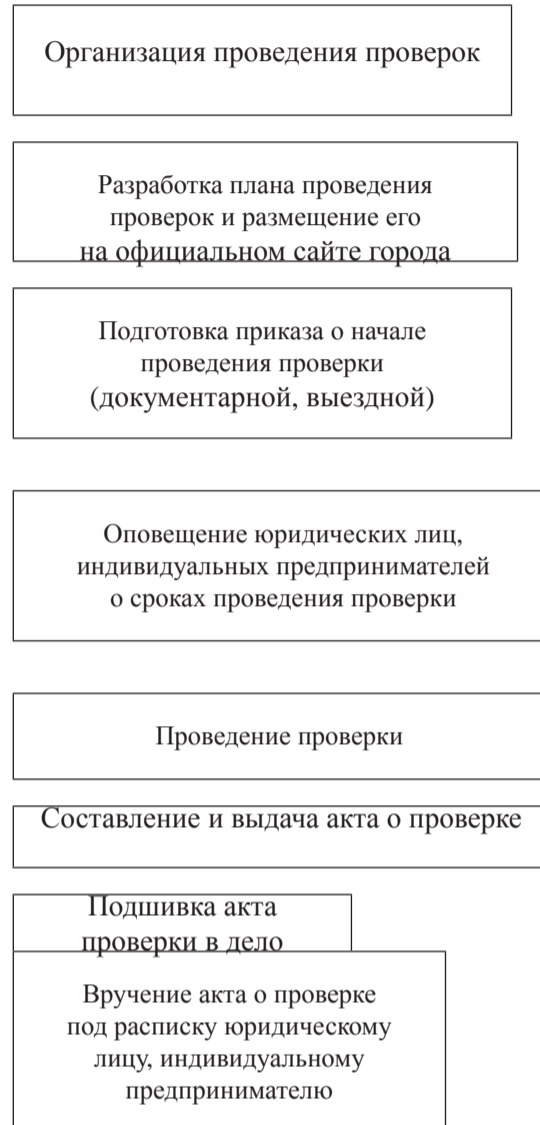 Организация проведения проверок
Разработка плана проведения
проверок и размещение его
на официальном сайте города
Подготовка приказа о начале
проведения проверки
(документарной, выездной)
Оповещение юридических лиц,
индивидуальных предпринимателей
о сроках проведения проверки
Проведение проверки
Составление и выдача акта о проверке
Подшивка акта
проверки в дело
Вручение акта о проверке
под расписку юридическому
лицу, индивидуальному
предпринимателю